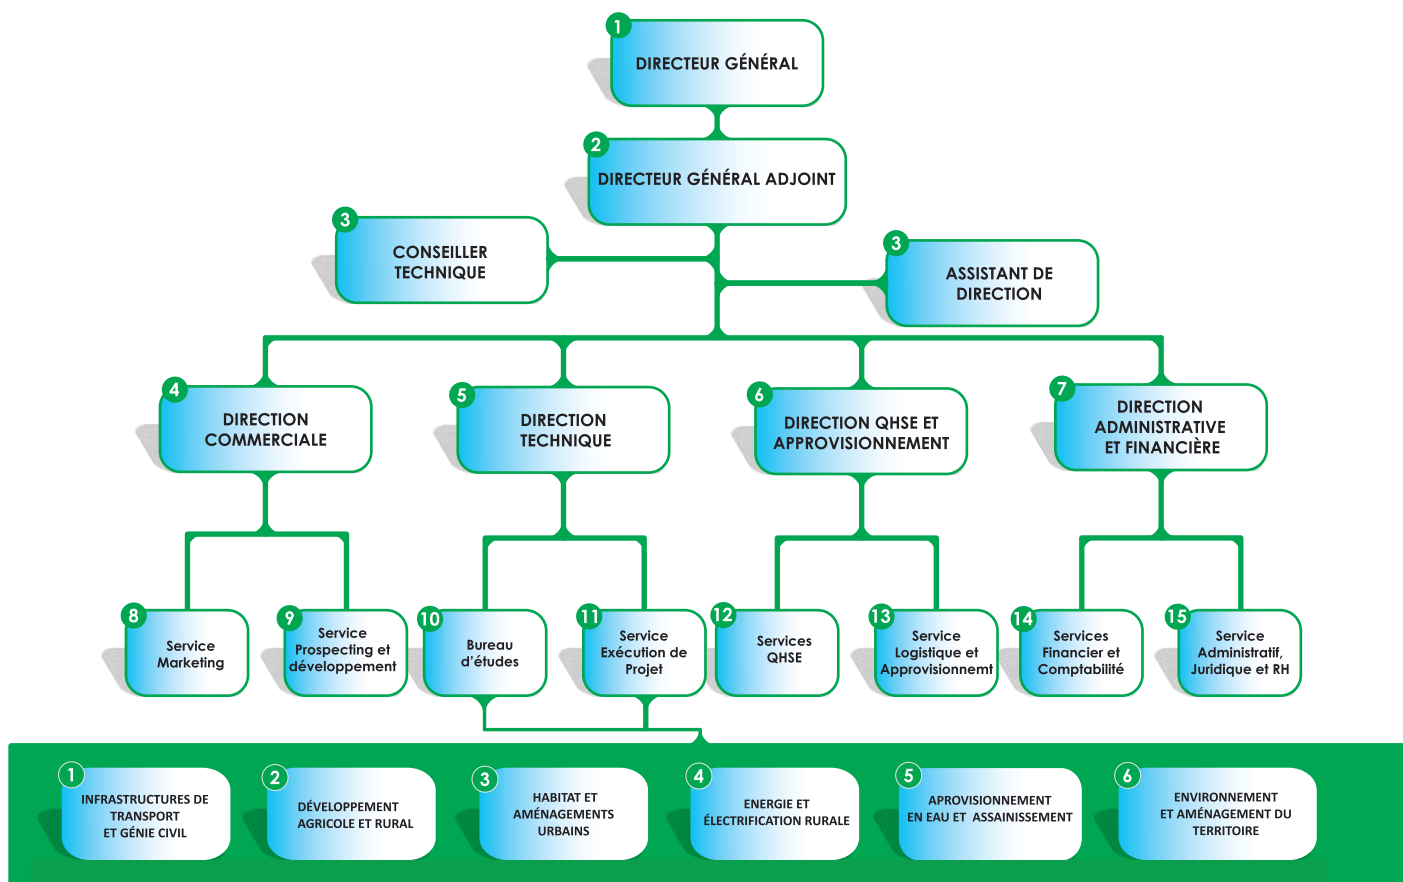 1
DIRECTEUR GÉNÉRAL
2
DIRECTEUR GÉNÉRAL ADJOINT
3
CONSEILLER
TECHNIQUE
3
ASSISTANT DE
DIRECTION
4
DIRECTION
COMMERCIALE
5
DIRECTION
TECHNIQUE
6
DIRECTION QHSE ET
APPROVISIONNEMENT
7
DIRECTION
ADMINISTRATIVE
ET FINANCIÈRE
8
Service
Marketing
9
Service
Prospecting et
développement
10
Bureau
d'études
11
Service
Exécution de
Projet
12
Services
QHSE
13
Service
Logistique et
Approvisionnemt
14
Services
Financier et
Comptabilité
15
Service
Administratif,
Juridique et RH
1
INFRASTRUCTURES DE
TRANSPORT
ET GÉNIE CIVIL
2
DÉVELOPPEMENT
AGRICOLE ET RURAL
3
HABITAT ET
AMÉNAGEMENTS
URBAINS
4
ENERGIE ET
ÉLECTRIFICATION RURALE
5
APROVISIONNEMENT
EN EAU ET ASSAINISSEMENT
6
ENVIRONNEMENT
ET AMÉNAGEMENT DU
TERRITOIRE